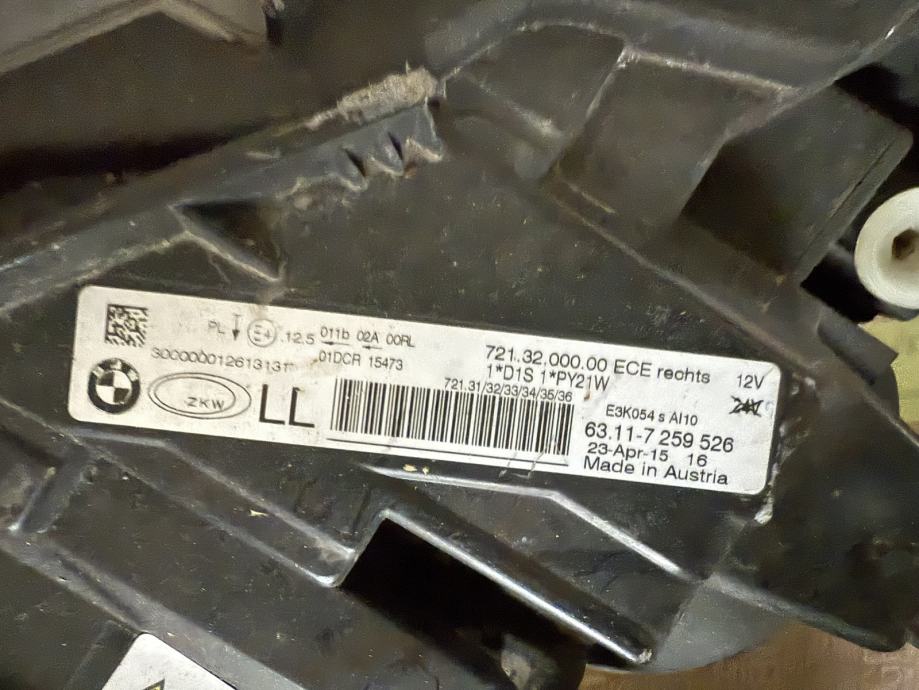 PL E4 .12.5 011b 02A 00RL
01DCR 15473
BMW
ZKW
LL
721.32.000.00 ECE rechts 12V
1*D1S 1*PY21W
721.31/32/33/34/35/36
E3K054 s AI10
63.11-7 259 526
23-Apr-15 16
Made in Austria